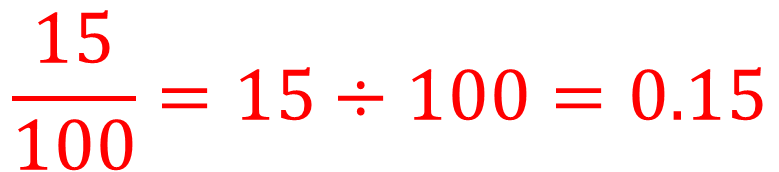 15/100 = 15 ÷ 100 = 0.15